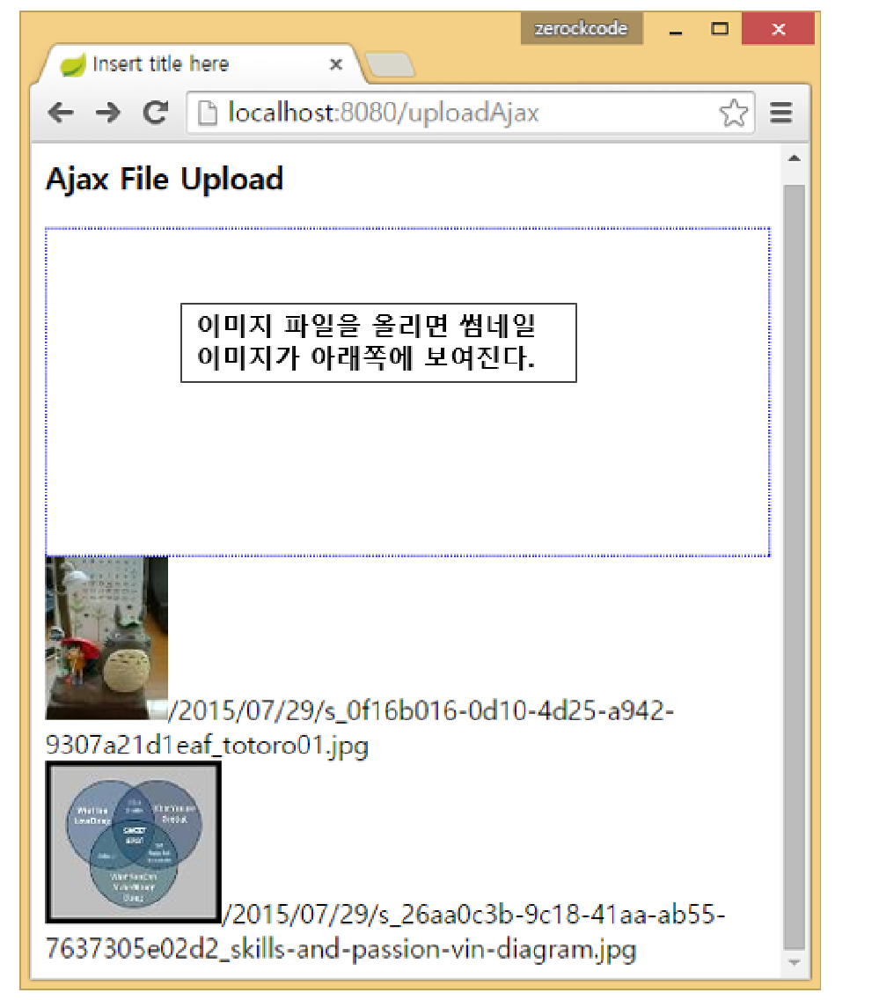 zerockcode
Insert title here
localhost:8080/uploadAjax
Ajax File Upload
이미지 파일을 올리면 썸네일
이미지가 아래쪽에 보여진다.
/2015/07/29/s_0f16b016-0d10-4d25-a942-
9307a21d1eaf_totoro01.jpg
/2015/07/29/s_26aa0c3b-9c18-41aa-ab55-
7637305e02d2_skills-and-passion-vin-diagram.jpg